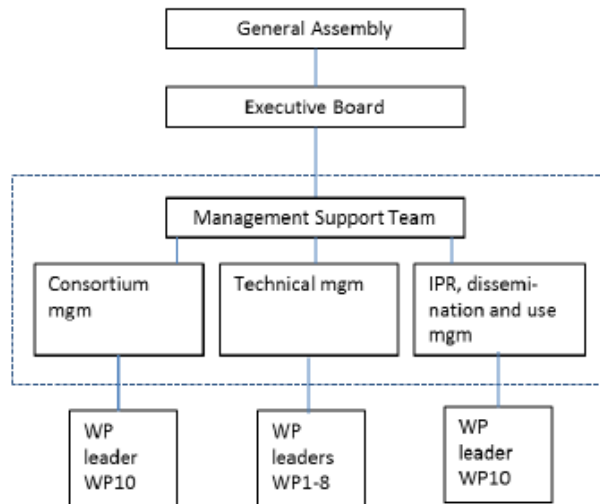 General Assembly
Executive Board
Management Support Team
Consortium
mgm
Technical mgm
IPR, dissemi-
nation and use
mgm
WP
leader
WP10
WP
leaders
WP1-8
WP
leader
WP10